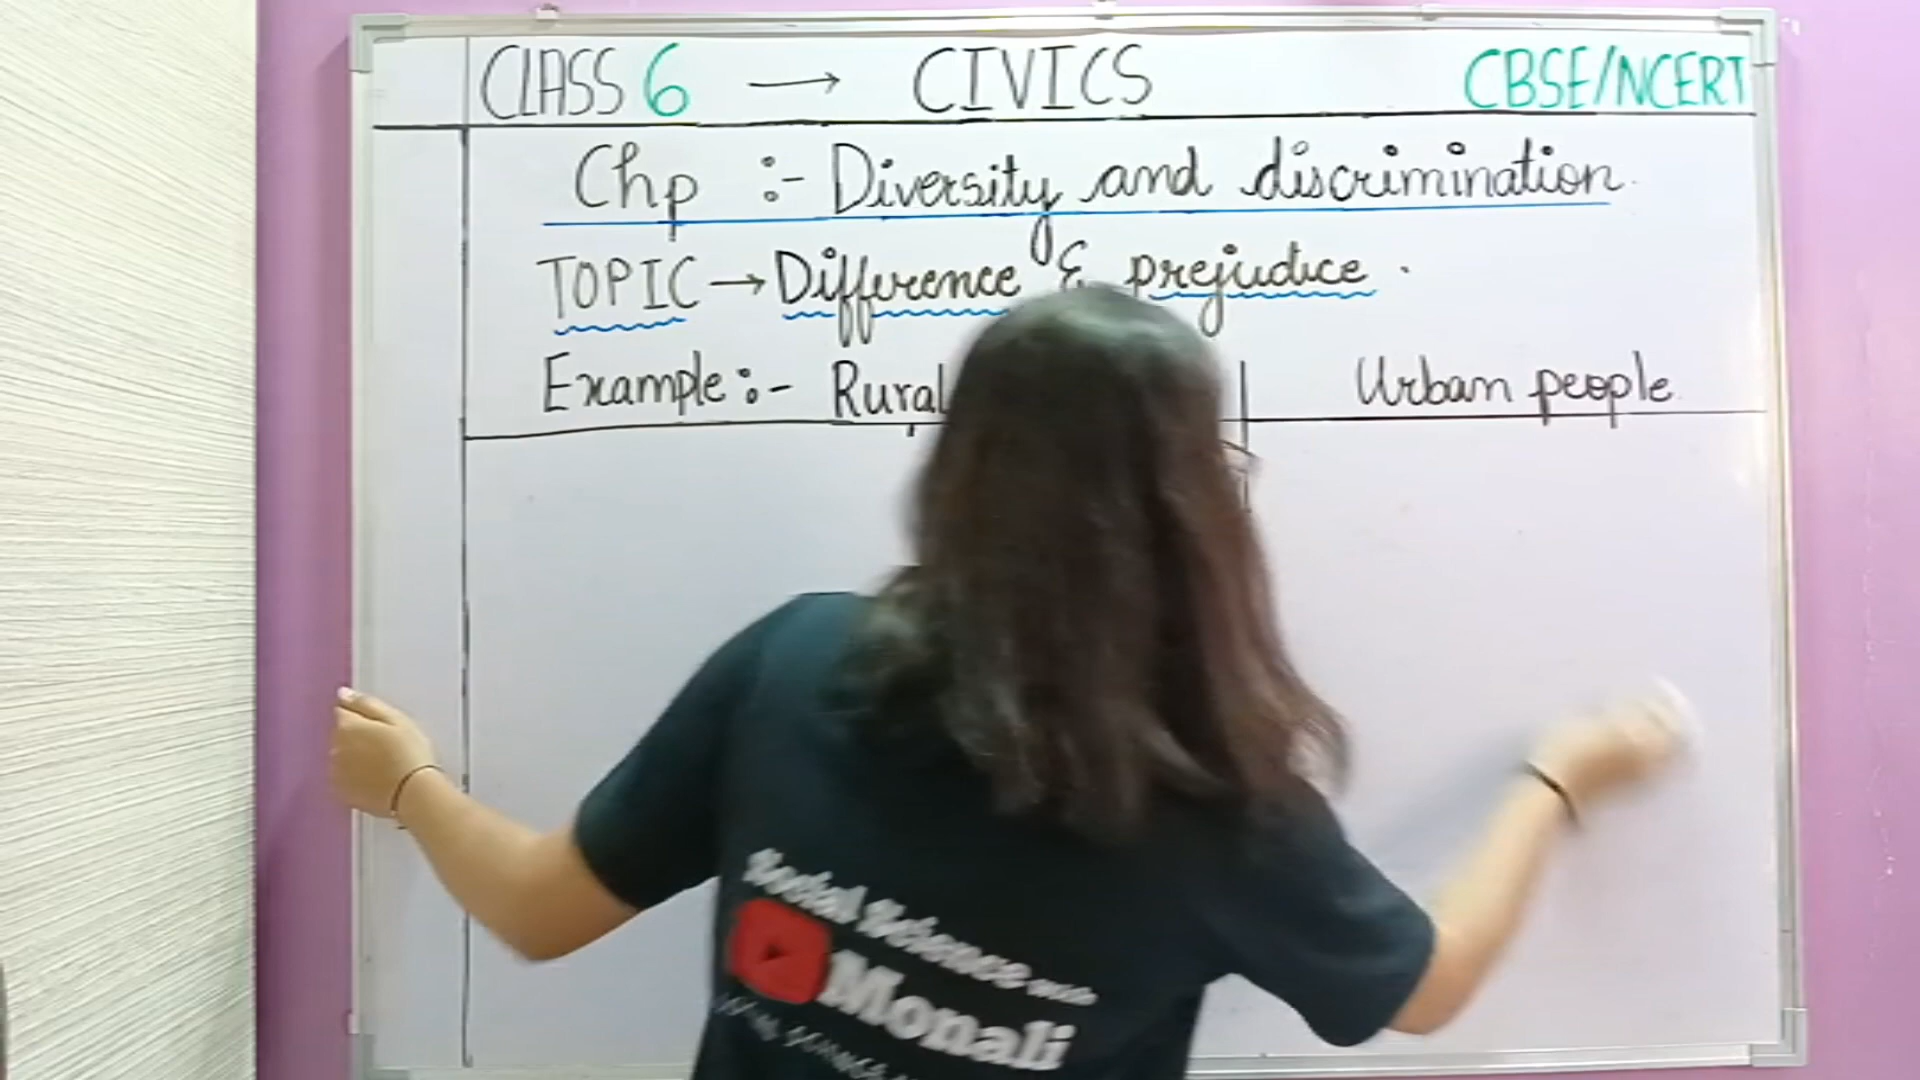 CLASS 6 → CIVICS CBSE/NCERT
Chp :- Diversity and discrimination.
TOPIC → Difference & prejudice.
Example :- Rural Urban people
Social Science with
Monali